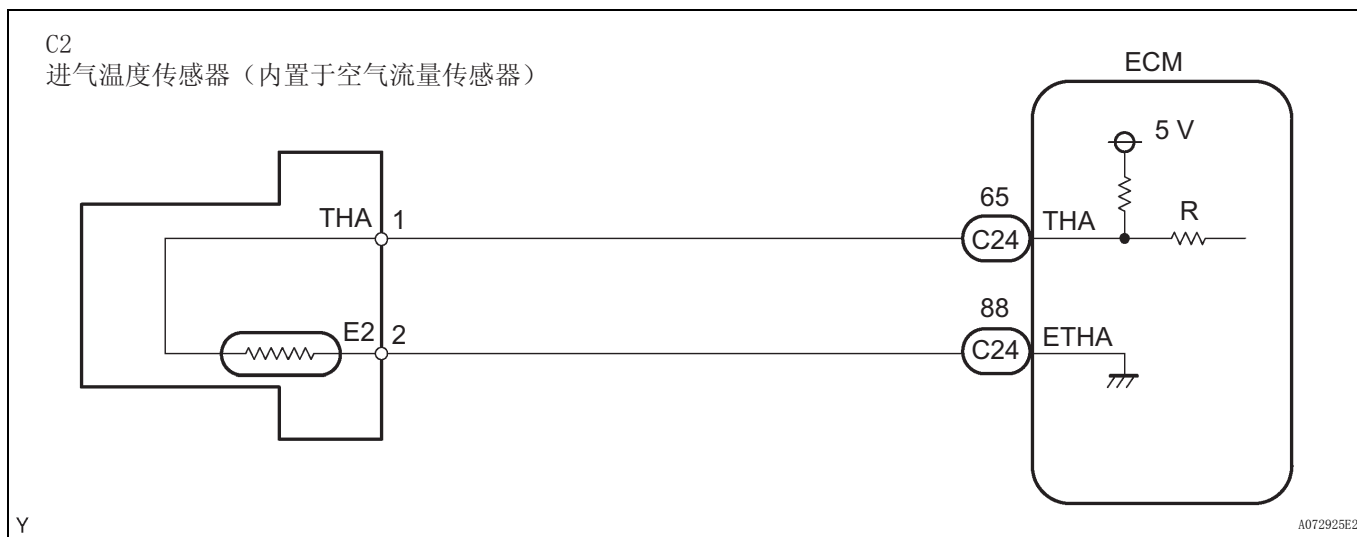 C2
进气温度传感器（内置于空气流量传感器）
ECM
5 V
65
THA 1
C24
THA
R
88
E2 2
C24
ETHA
Y
A072925E2